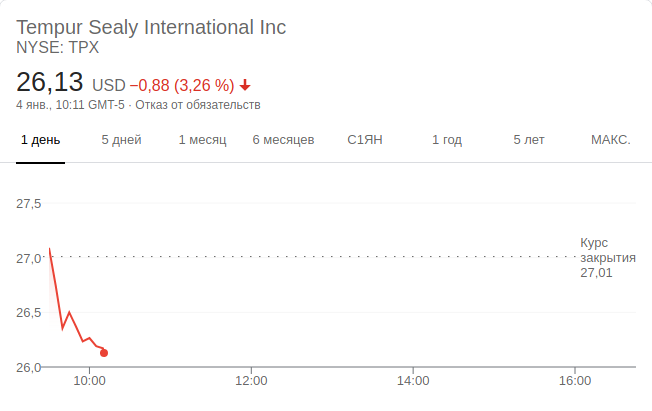 Tempur Sealy International Inc
NYSE: TPX
26,13 USD −0,88 (3,26 %)
4 янв., 10:11 GMT-5 · Отказ от обязательств
1 день 5 дней 1 месяц 6 месяцев С1ЯН 1 год 5 лет МАКС.
27,5
27,0
26,5
26,0
Курс
закрытия
27,01
10:00 12:00 14:00 16:00